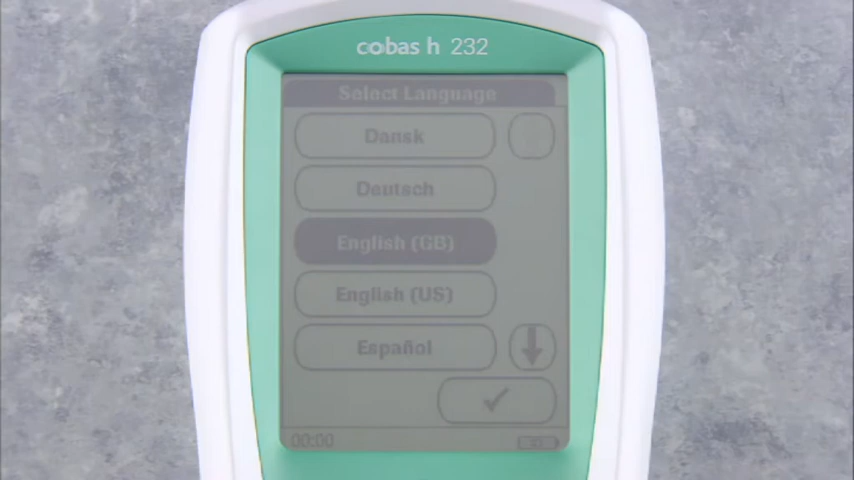 cobas h 232
Select Language
Dansk
Deutsch
English (GB)
English (US)
Español
00:00